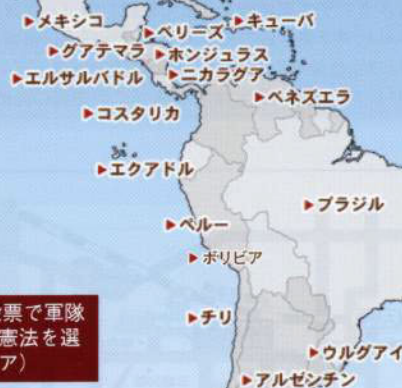 ▶メキシコ
▶キューバ
▶ベリーズ
▶グアテマラ
▶ホンジュラス
▶エルサルバドル
▶ニカラグア
▶ベネズエラ
▶コスタリカ
▶エクアドル
▶ブラジル
▶ペルー
▶ボリビア
▶チリ
▶ウルグアイ
▶アルゼンチン
票で軍隊
憲法を選
ア）